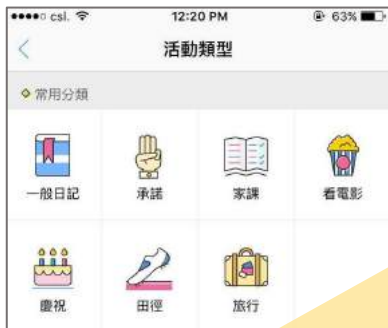 csl. 12:20 PM 63%
活動類型
常用分類
一般日記 承諾 家課 看電影
慶祝 田徑 旅行